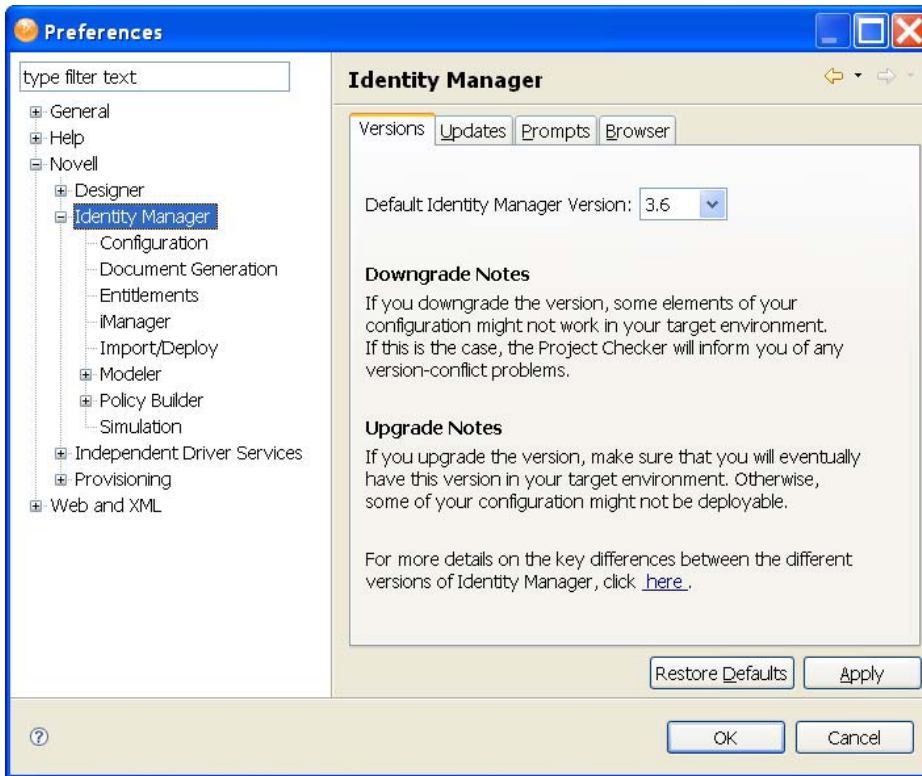 Preferences
type filter text
General
Help
Novell
Designer
Identity Manager
Configuration
Document Generation
Entitlements
iManager
Import/Deploy
Modeler
Policy Builder
Simulation
Independent Driver Services
Provisioning
Web and XML
Identity Manager
Versions Updates Prompts Browser
Default Identity Manager Version: 3.6
Downgrade Notes
If you downgrade the version, some elements of your
configuration might not work in your target environment.
If this is the case, the Project Checker will inform you of any
version-conflict problems.
Upgrade Notes
If you upgrade the version, make sure that you will eventually
have this version in your target environment. Otherwise,
some of your configuration might not be deployable.
For more details on the key differences between the different
versions of Identity Manager, click here .
Restore Defaults Apply
OK Cancel